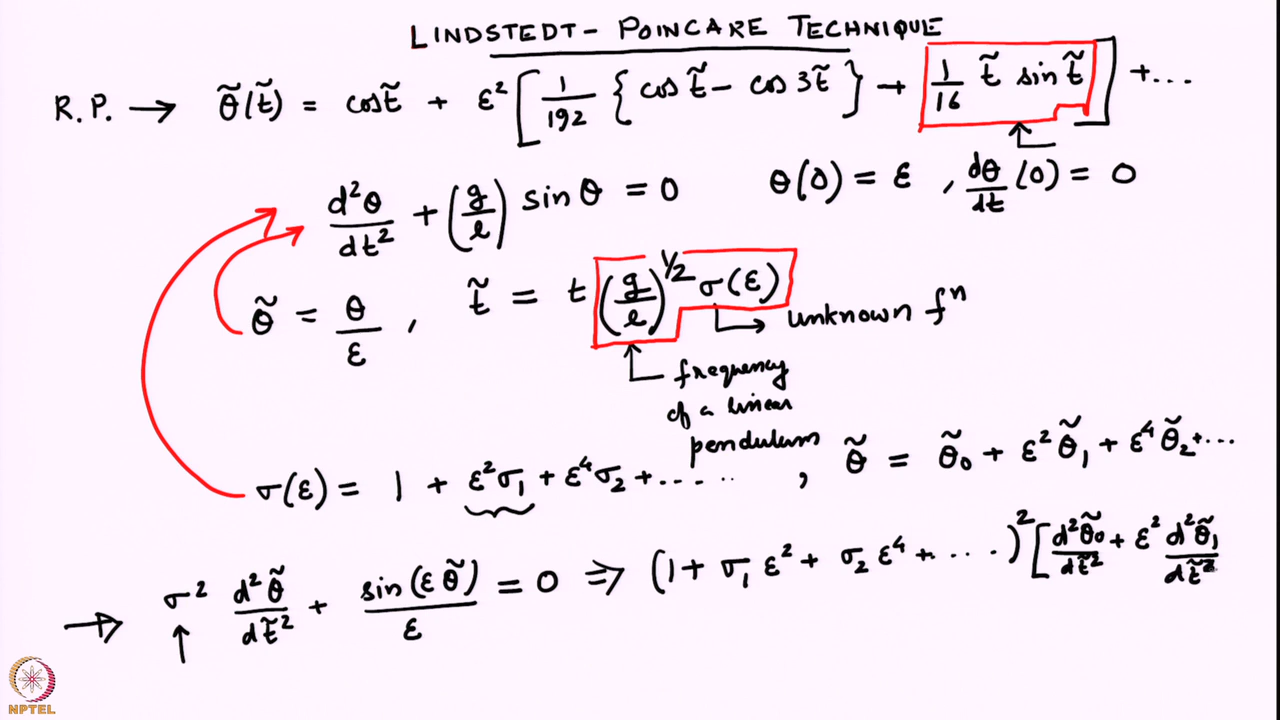 LINDSTEDT - POINCARE TECHNIQUE
R.P. → θ̃(t̃) = cos t̃ + ε² [ 1/192 { cos t̃ - cos 3t̃ } + 1/16 t̃ sin t̃ ] + ...
d²θ/dt² + (g/l) sin θ = 0 θ(0) = ε , dθ/dt (0) = 0
θ̃ = θ/ε , t̃ = t (g/l)^1/2 σ(ε)
unknown fⁿ
frequency
of a linear
pendulum
σ(ε) = 1 + ε²σ₁ + ε⁴σ₂ + ..... , θ̃ = θ̃₀ + ε²θ̃₁ + ε⁴θ̃₂ + ...
→ σ² d²θ̃/dt̃² + sin(εθ̃)/ε = 0 ⇒ (1 + σ₁ε² + σ₂ε⁴ + ....)² [ d²θ̃₀/dt̃² + ε² d²θ̃₁/dt̃²
NPTEL